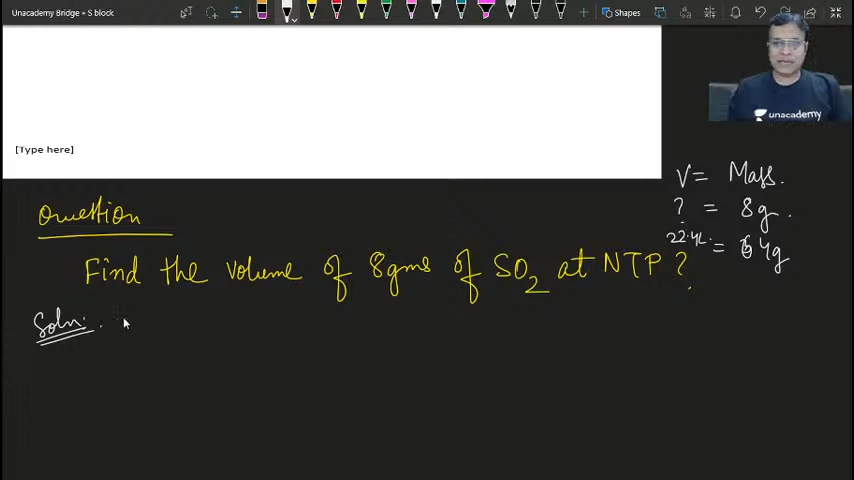 Unacademy Bridge - S block
Shapes
unacademy
[Type here]
V = Mass.
? = 8g.
22.4L. = 64g
Question
Find the volume of 8gms of SO2 at NTP?
Soln:.